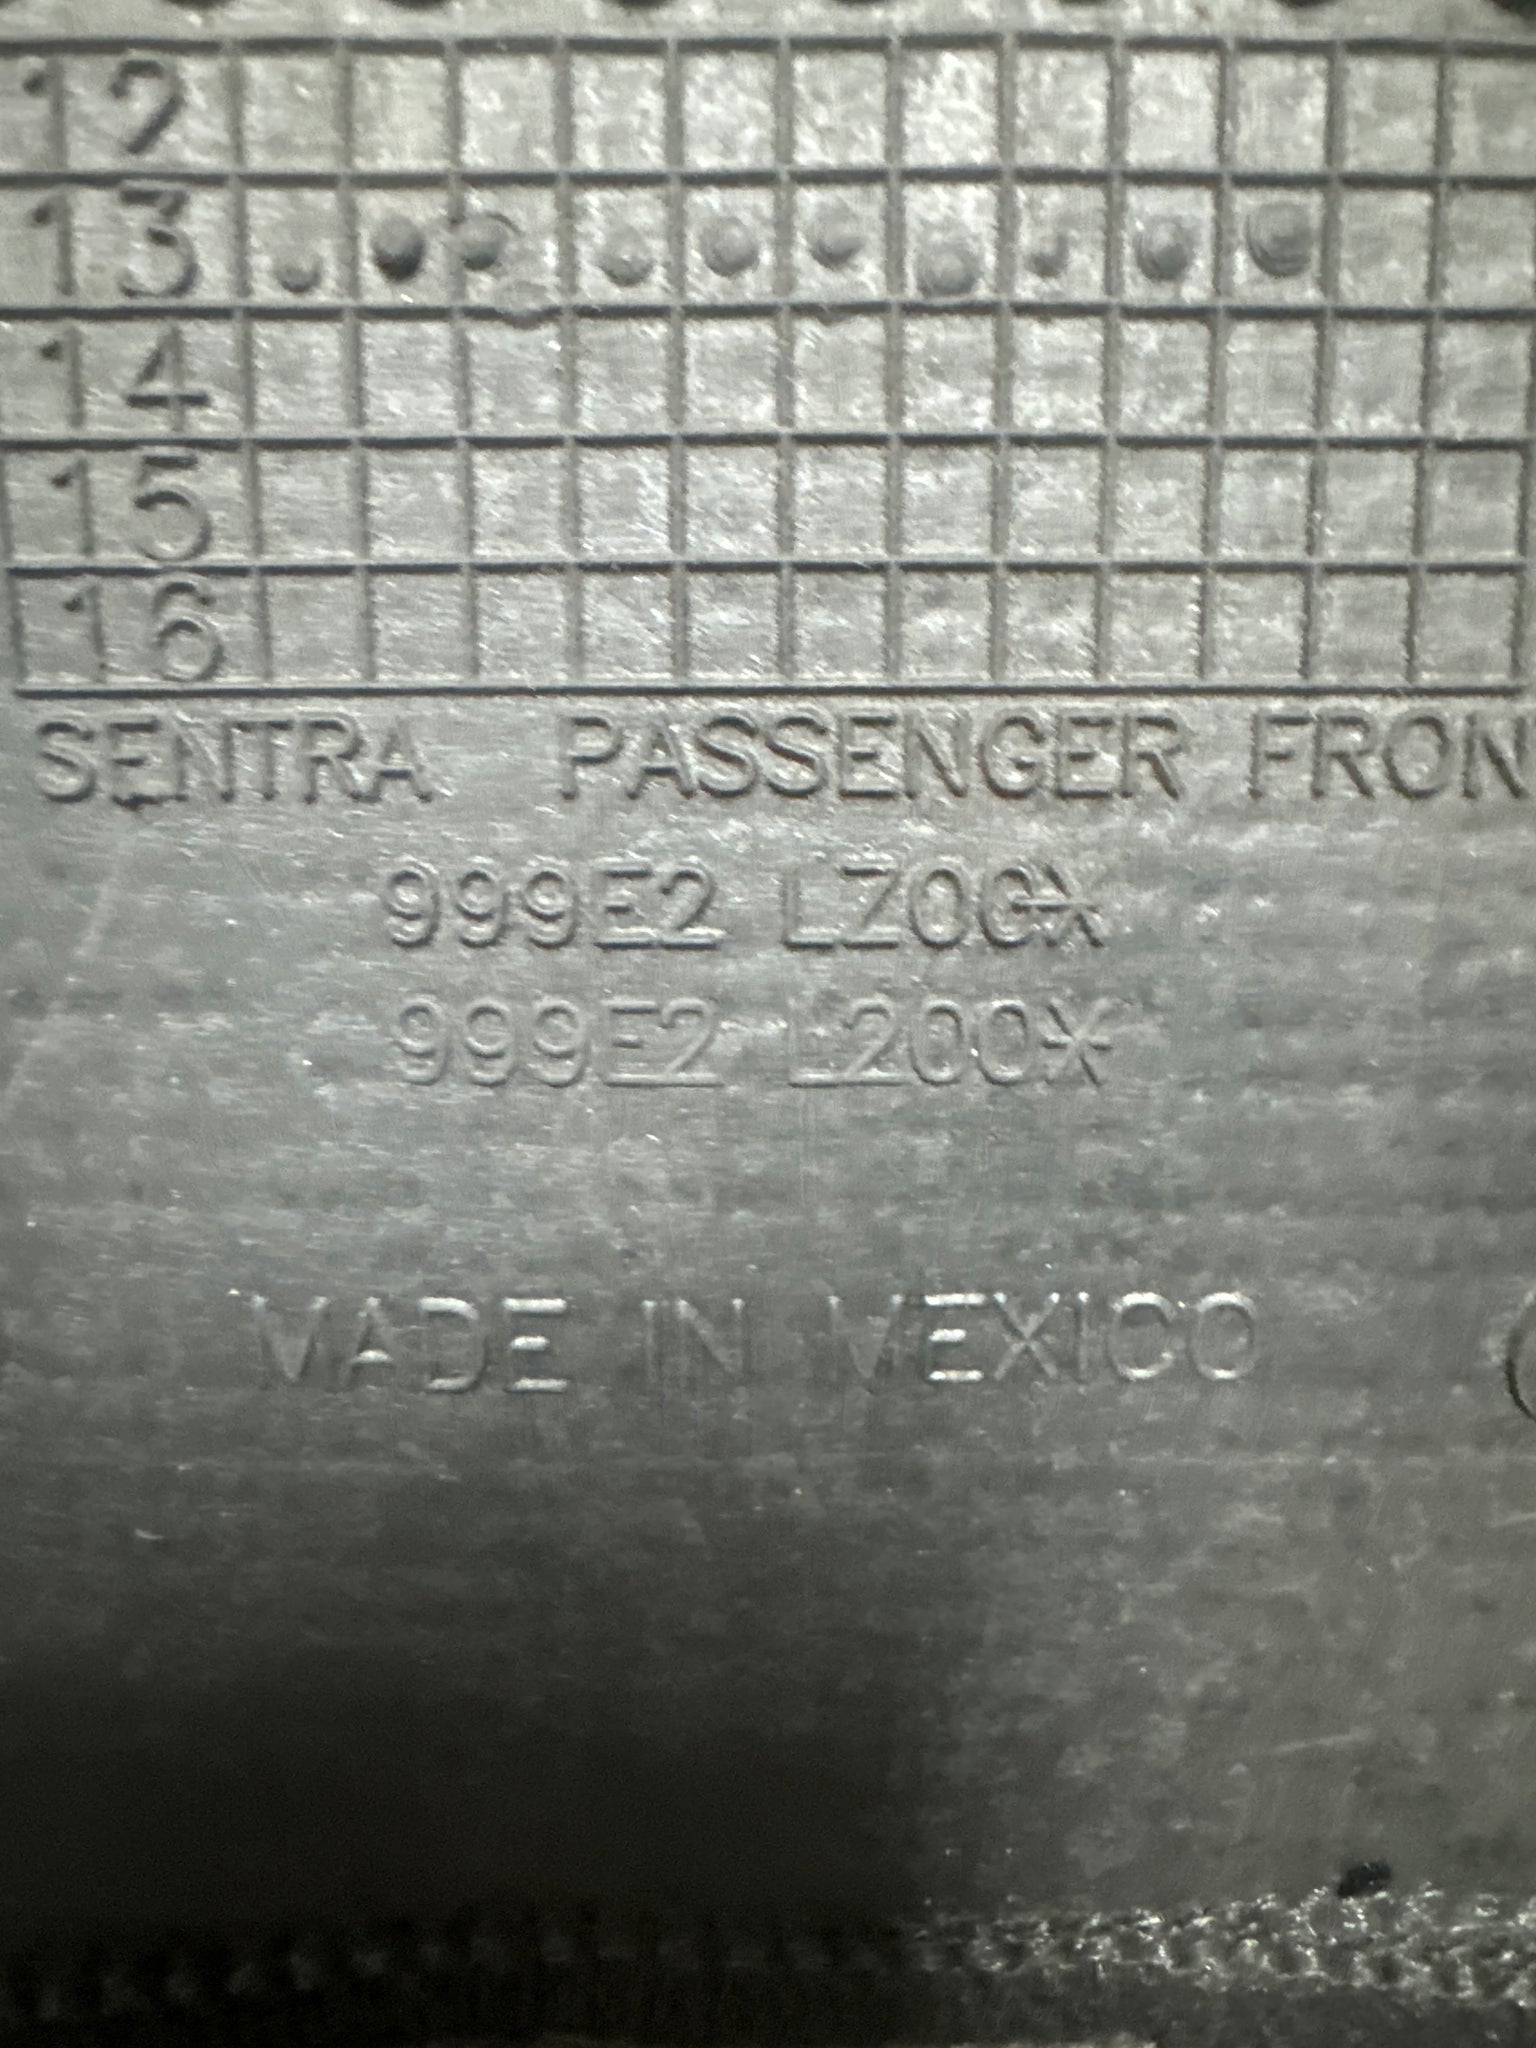 12
13
14
15
16
SENTRA PASSENGER FRON
999E2 LZ00*
999E2 L200*
MADE IN MEXICO